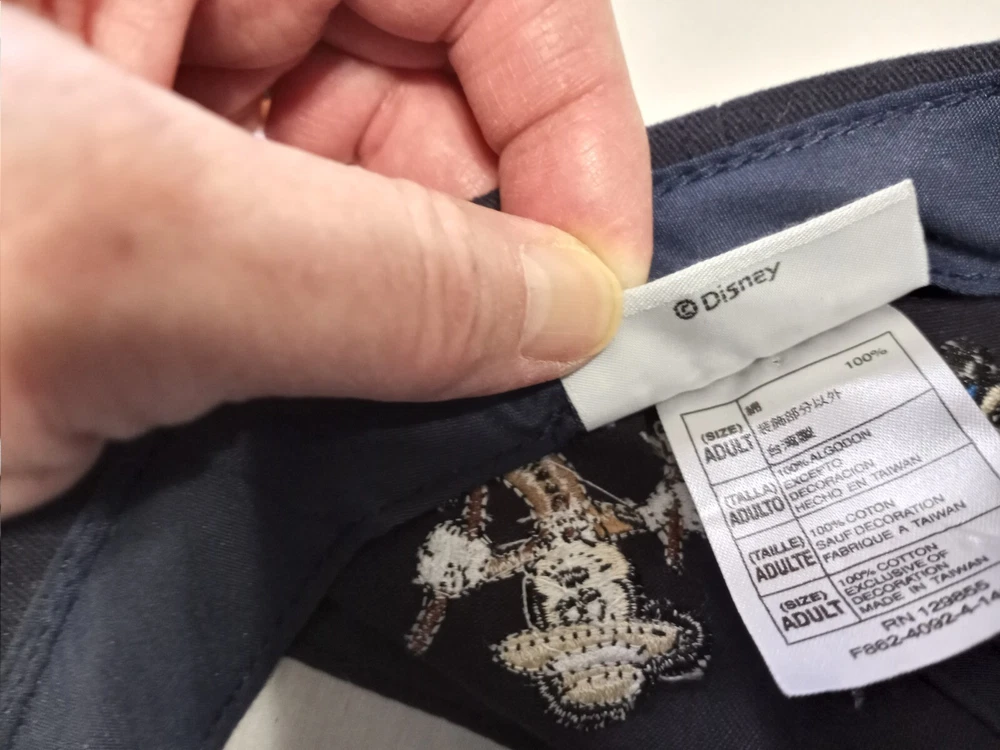 © Disney
綿 100%
(SIZE)
ADULT
装飾部分以外
台湾製
(TALLA)
ADULTO
100% ALGODON
EXCEPTO
DECORACION
HECHO EN TAIWAN
(TAILLE)
ADULTE
100% COTON
SAUF DECORATION
FABRIQUE A TAIWAN
(SIZE)
ADULT
100% COTTON
EXCLUSIVE OF
DECORATION
MADE IN TAIWAN
RN 129855
F862-4092-4-14